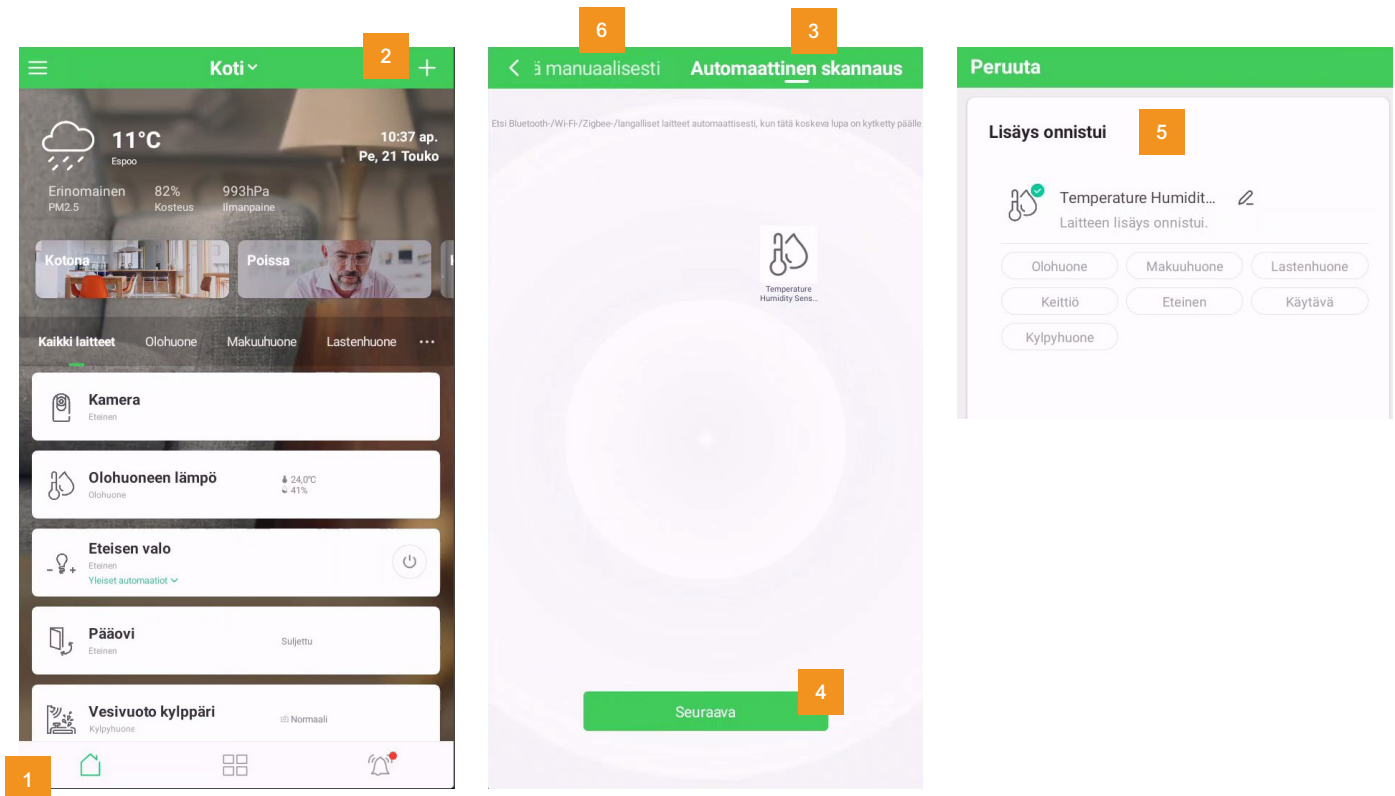 2
Koti
11°C
Espoo
10:37 ap.
Pe, 21 Touko
Erinomainen
PM2.5
82%
Kosteus
993hPa
Ilmanpaine
Kotona
Poissa
Kaikki laitteet Olohuone Makuuhuone Lastenhuone ...
Kamera
Eteinen
Olohuoneen lämpö
Olohuone
24,0°C
41%
Eteisen valo
Eteinen
Yleiset automaatiot
Pääovi
Eteinen
Suljettu
Vesivuoto kylppäri
Kylpyhuone
Normaali
1
6
3
ä manuaalisesti Automaattinen skannaus
Etsi Bluetooth-/Wi-Fi-/Zigbee-/langalliset laitteet automaattisesti, kun tätä koskeva lupa on kytketty päälle
Temperature
Humidity Sens...
4
Seuraava
Peruuta
Lisäys onnistui
5
Temperature Humidit...
Laitteen lisäys onnistui.
Olohuone Makuuhuone Lastenhuone
Keittiö Eteinen Käytävä
Kylpyhuone